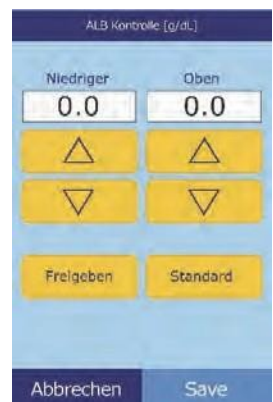 ALB Kontrolle [g/dL]
Niedriger Oben
0.0 0.0
Freigeben Standard
Abbrechen Save